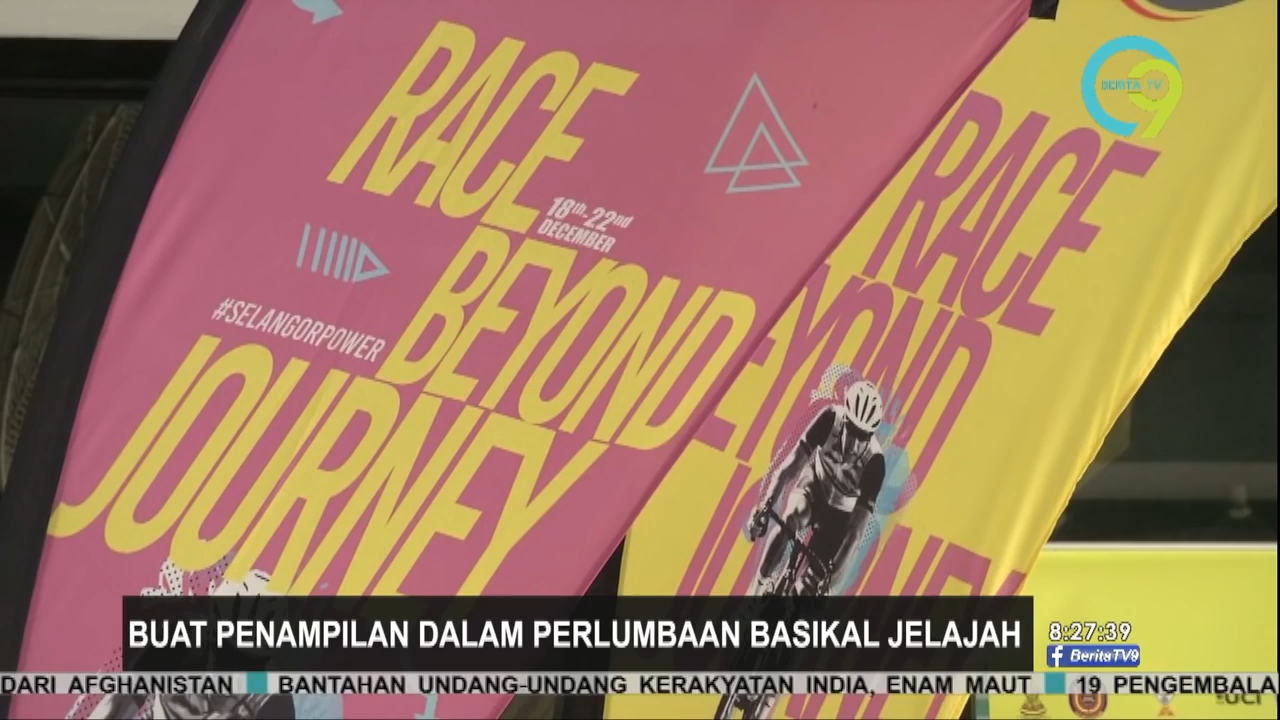 RACE
18th-22nd
DECEMBER
BEYOND
#SELANGORPOWER
JOURNEY
RACE
BERITA TV 9
BUAT PENAMPILAN DALAM PERLUMBAAN BASIKAL JELAJAH
8:27:39
f BeritaTV9
DARI AFGHANISTAN BANTAHAN UNDANG-UNDANG KERAKYATAN INDIA, ENAM MAUT 19 PENGEMBALA